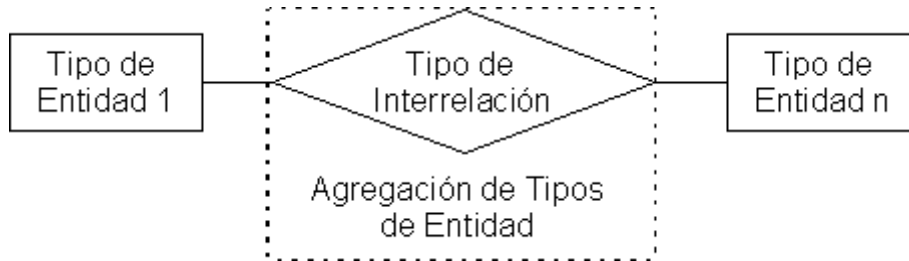 Tipo de
Entidad 1
Tipo de
Interrelación
Tipo de
Entidad n
Agregación de Tipos
de Entidad